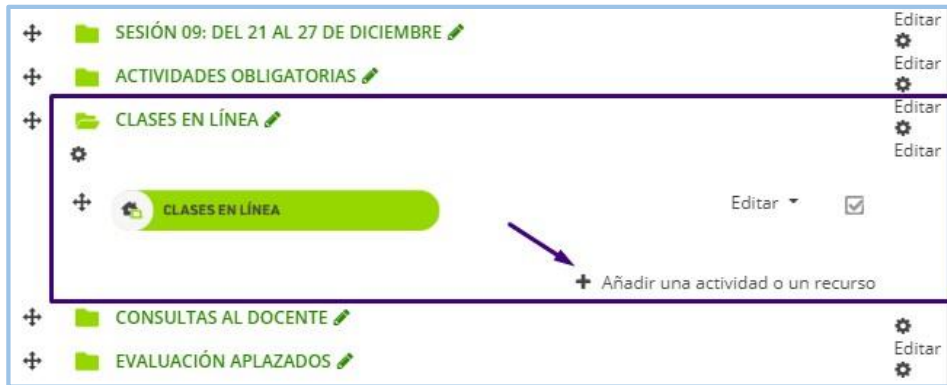 Editar
SESIÓN 09: DEL 21 AL 27 DE DICIEMBRE
Editar
ACTIVIDADES OBLIGATORIAS
Editar
CLASES EN LÍNEA
Editar
CLASES EN LÍNEA Editar
Añadir una actividad o un recurso
CONSULTAS AL DOCENTE
Editar
EVALUACIÓN APLAZADOS